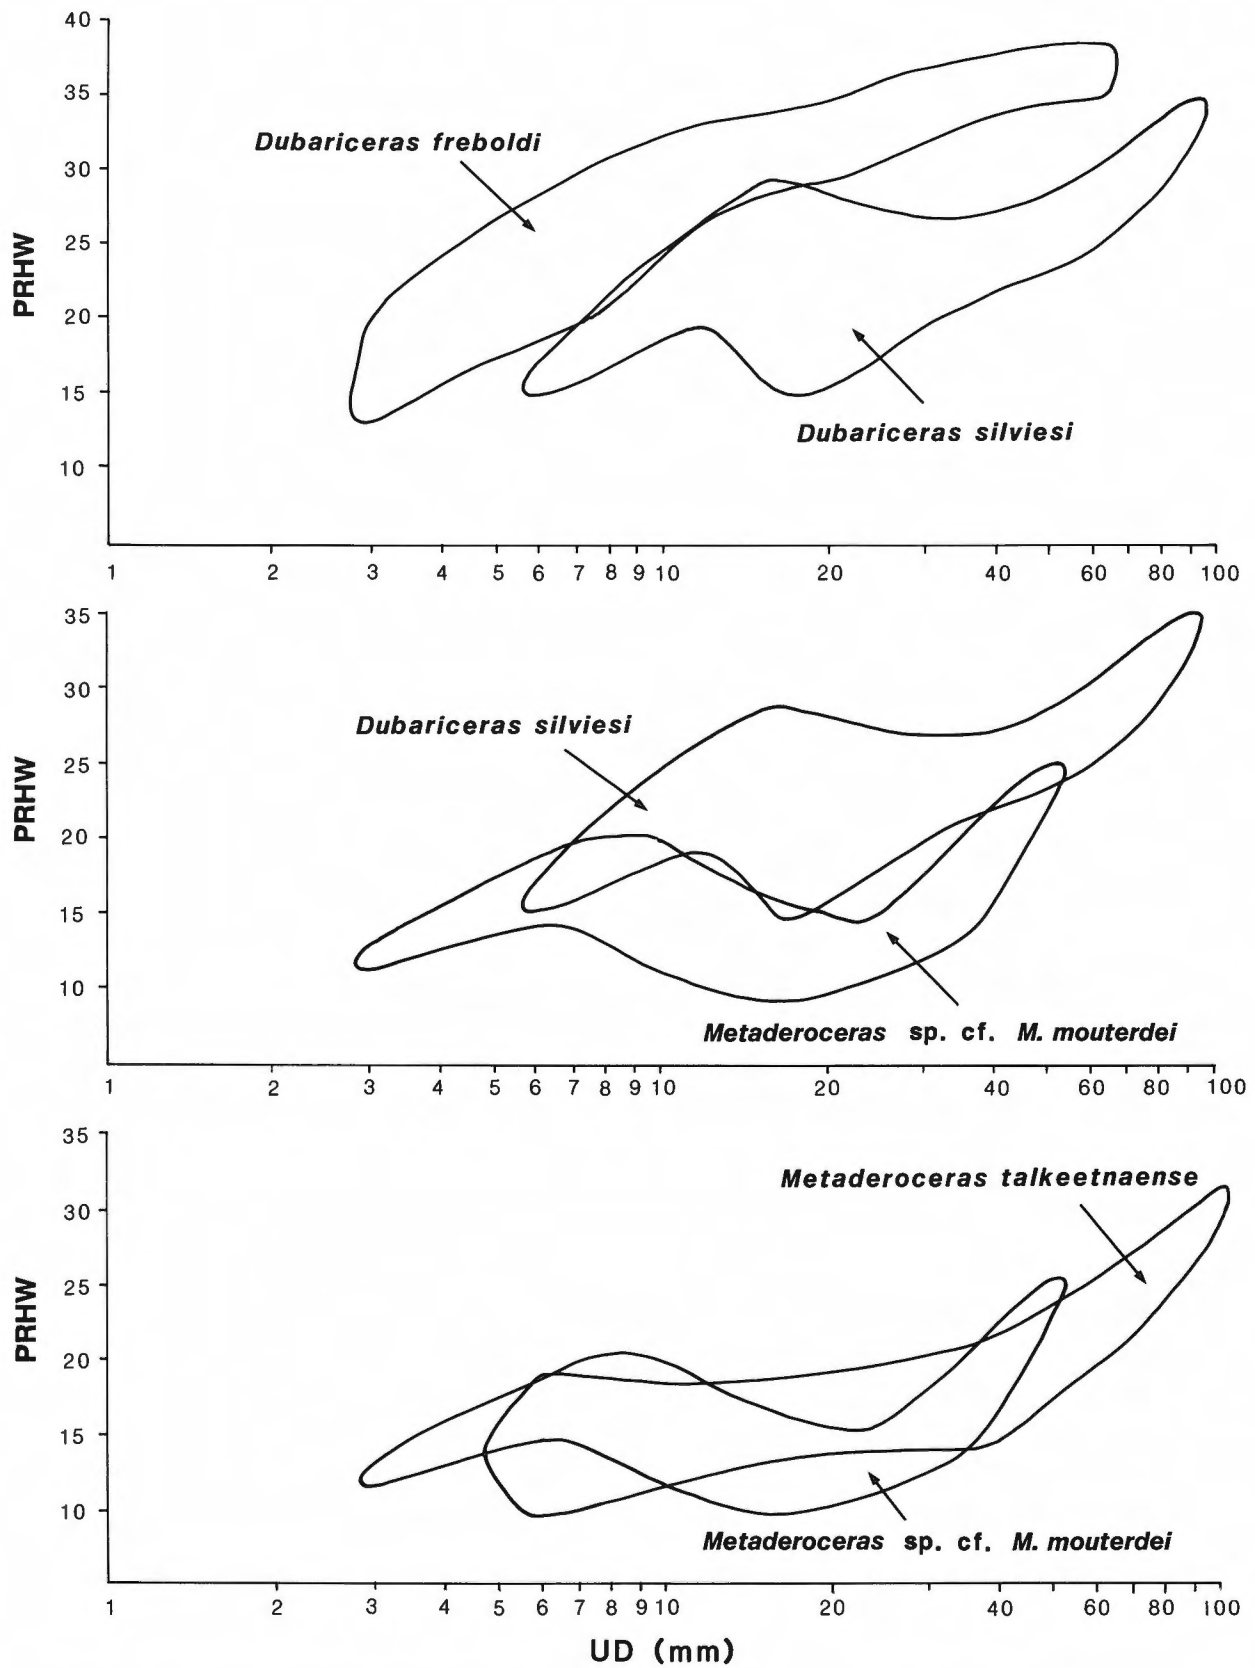 40
35
30
25
20
15
10
PRHW
Dubariceras freboldi
Dubariceras silviesi
1 2 3 4 5 6 7 8 9 10 20 40 60 80 100
35
30
25
20
15
10
PRHW
Dubariceras silviesi
Metaderoceras sp. cf. M. mouterdei
1 2 3 4 5 6 7 8 9 10 20 40 60 80 100
35
30
25
20
15
10
PRHW
Metaderoceras talkeetnaense
Metaderoceras sp. cf. M. mouterdei
1 2 3 4 5 6 7 8 9 10 20 40 60 80 100
UD (mm)